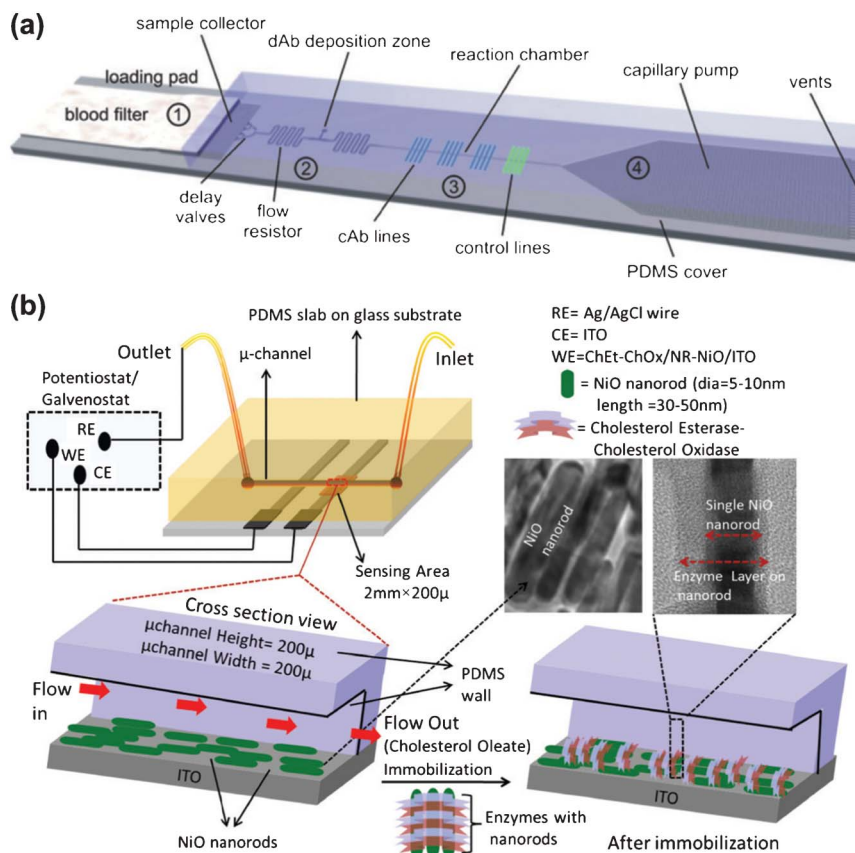 (a)
sample collector
dAb deposition zone
reaction chamber
capillary pump
vents
loading pad
blood filter
1
2
3
4
delay
valves
flow
resistor
cAb lines
control lines
PDMS cover
(b)
PDMS slab on glass substrate
Outlet
μ-channel
Inlet
Potentiostat/
Galvenostat
RE
WE
CE
RE= Ag/AgCl wire
CE= ITO
WE=ChEt-ChOx/NR-NiO/ITO
= NiO nanorod (dia=5-10nm
length =30-50nm)
= Cholesterol Esterase-
Cholesterol Oxidase
NiO
nanorod
Single NiO
nanorod
Enzyme Layer on
nanorod
Sensing Area
2mm×200μ
Cross section view
μchannel Height= 200μ
μchannel Width = 200μ
PDMS
wall
Flow
in
Flow Out
(Cholesterol Oleate)
Immobilization
ITO
NiO nanorods
Enzymes with
nanorods
ITO
After immobilization